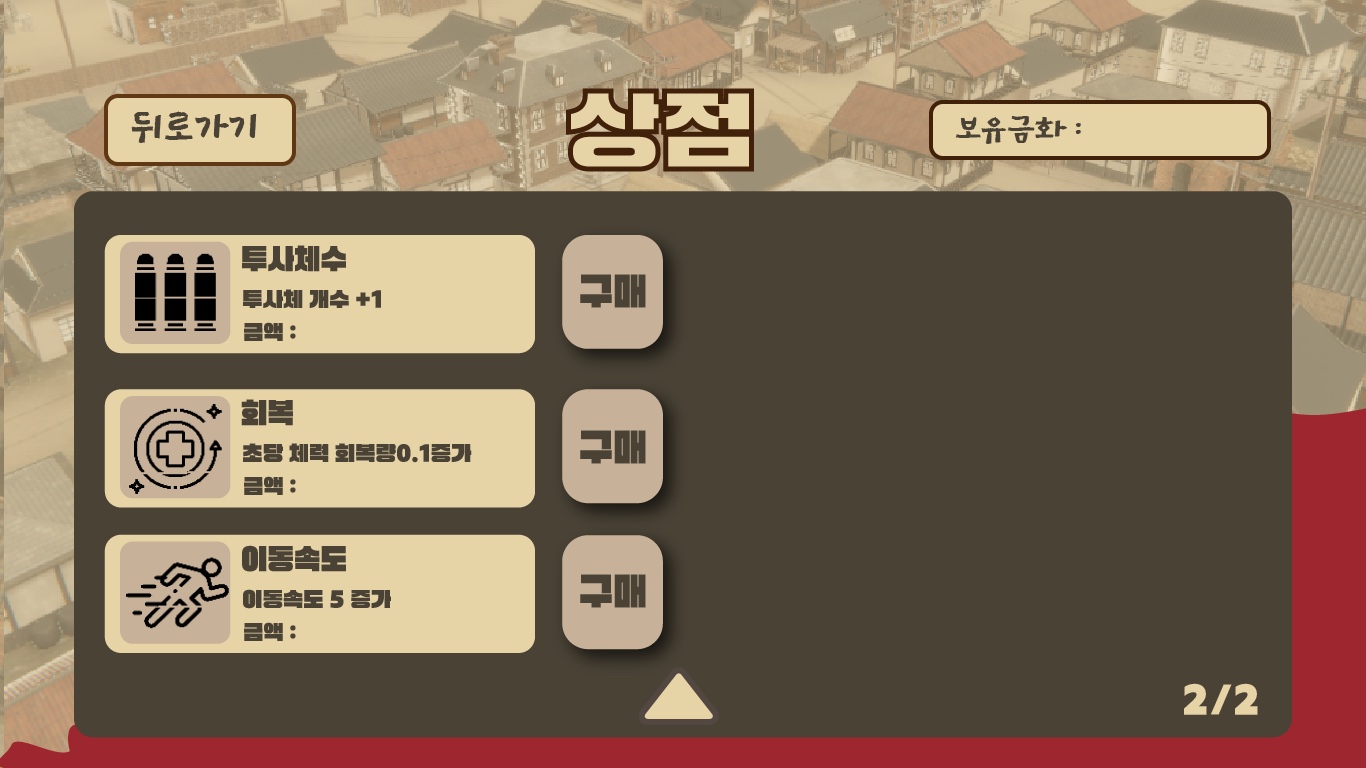 뒤로가기
상점
보유금화 :
투사체수
투사체 개수 +1
금액 :
구매
회복
초당 체력 회복량0.1증가
금액 :
구매
이동속도
이동속도 5 증가
금액 :
구매
2/2